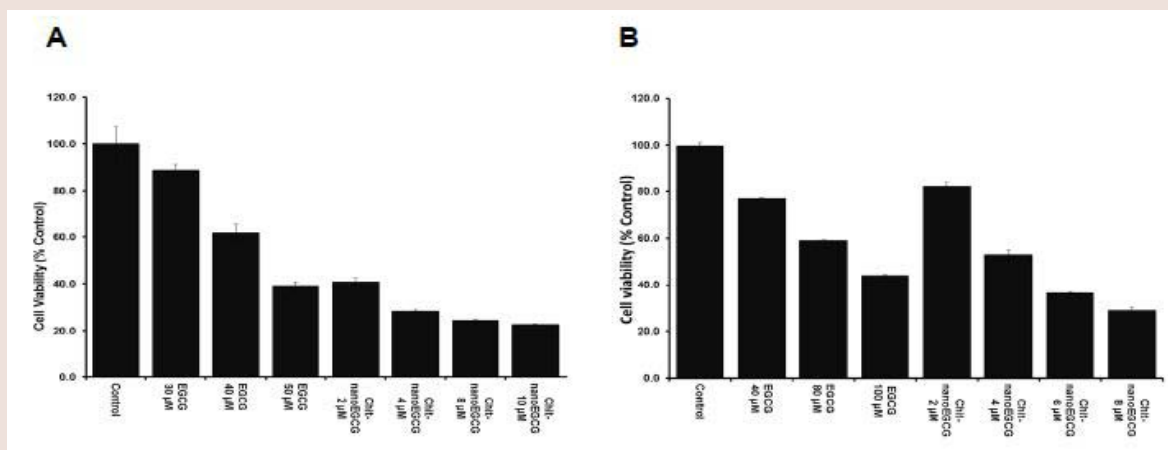 A
120.0
100.0
80.0
60.0
40.0
20.0
0.0
Cell Viability (% Control)
Control
EGCG
30 µM
EGCG
40 µM
EGCG
50 µM
Chit-
nanoEGCG
2 µM
Chit-
nanoEGCG
4 µM
Chit-
nanoEGCG
8 µM
Chit-
nanoEGCG
10 µM
B
120.0
100.0
80.0
60.0
40.0
20.0
0.0
Cell viability (% Control)
Control
EGCG
40 µM
EGCG
80 µM
EGCG
100 µM
Chit-
nanoEGCG
2 µM
Chit-
nanoEGCG
4 µM
Chit-
nanoEGCG
6 µM
Chit-
nanoEGCG
8 µM